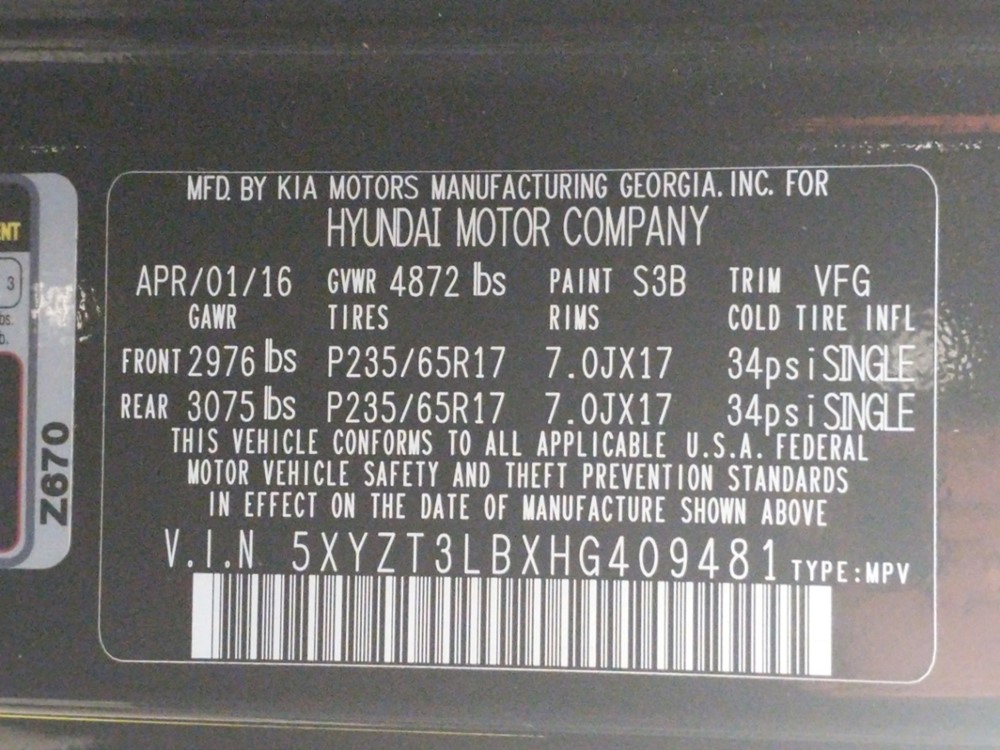 MFD. BY KIA MOTORS MANUFACTURING GEORGIA. INC. FOR
HYUNDAI MOTOR COMPANY
APR/01/16 GVWR 4872 lbs PAINT S3B TRIM VFG
GAWR TIRES RIMS COLD TIRE INFL
FRONT 2976 lbs P235/65R17 7.0JX17 34psi SINGLE
REAR 3075 lbs P235/65R17 7.0JX17 34psi SINGLE
THIS VEHICLE CONFORMS TO ALL APPLICABLE U.S.A. FEDERAL
MOTOR VEHICLE SAFETY AND THEFT PREVENTION STANDARDS
IN EFFECT ON THE DATE OF MANUFACTURE SHOWN ABOVE
V.I.N 5XYZT3LBXHG409481 TYPE:MPV
NT
3
bs.
b.
Z670